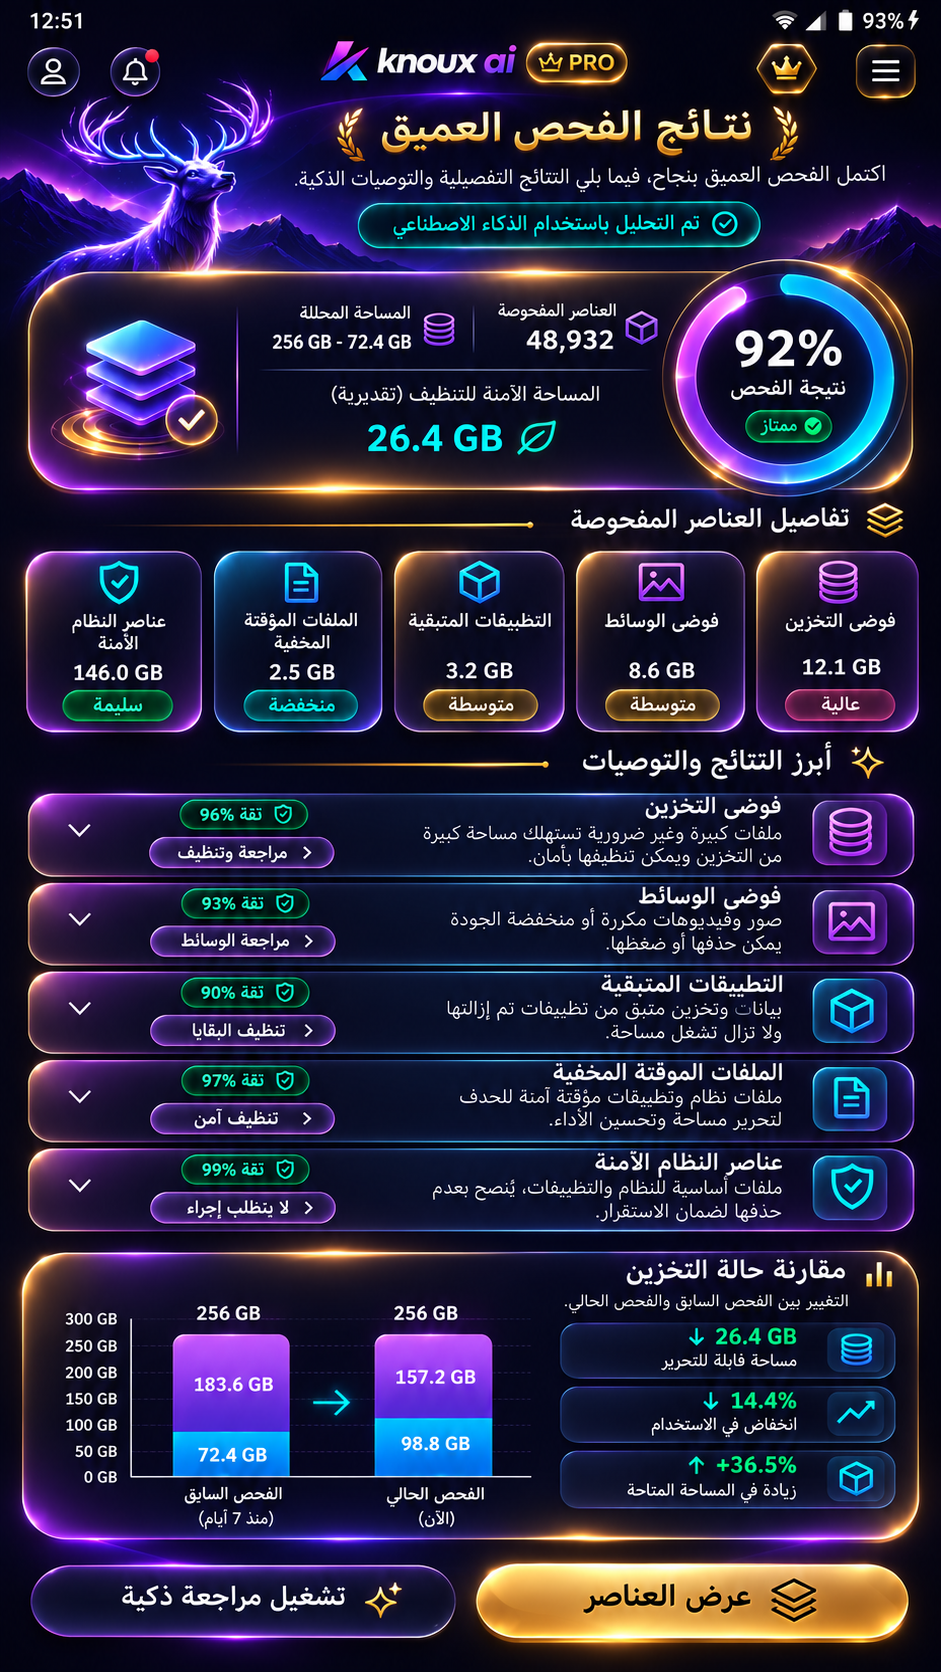 12:51
93%
knoux ai
PRO
نتائج الفحص العميق
اكتمل الفحص العميق بنجاح، فيما يلي النتائج التفصيلية والتوصيات الذكية.
تم التحليل باستخدام الذكاء الاصطناعي
92%
نتيجة الفحص
ممتاز
العناصر المفحوصة
48,932
المساحة المحللة
256 GB - 72.4 GB
المساحة الآمنة للتنظيف (تقديرية)
26.4 GB
تفاصيل العناصر المفحوصة
فوضى التخزين
12.1 GB
عالية
فوضى الوسائط
8.6 GB
متوسطة
التطبيقات المتبقية
3.2 GB
متوسطة
الملفات المؤقتة
المخفية
2.5 GB
منخفضة
عناصر النظام
الآمنة
146.0 GB
سليمة
أبرز النتائج والتوصيات
فوضى التخزين
ملفات كبيرة وغير ضرورية تستهلك مساحة كبيرة
من التخزين ويمكن تنظيفها بأمان.
ثقة 96%
مراجعة وتنظيف
فوضى الوسائط
صور وفيديوهات مكررة أو منخفضة الجودة
يمكن حذفها أو ضغطها.
ثقة 93%
مراجعة الوسائط
التطبيقات المتبقية
بيانات وتخزين متبق من تطبيقات تم إزالتها
ولا تزال تشغل مساحة.
ثقة 90%
تنظيف البقايا
الملفات الموقتة المخفية
ملفات نظام وتطبيقات مؤقتة آمنة للحذف
لتحرير مساحة وتحسين الأداء.
ثقة 97%
تنظيف آمن
عناصر النظام الآمنة
ملفات أساسية للنظام والتطبيقات، يُنصح بعدم
حذفها لضمان الاستقرار.
ثقة 99%
لا يتطلب إجراء
مقارنة حالة التخزين
التغيير بين الفحص السابق والفحص الحالي.
↓ 26.4 GB
مساحة قابلة للتحرير
↓ 14.4%
انخفاض في الاستخدام
↑ +36.5%
زيادة في المساحة المتاحة
300 GB
250 GB
200 GB
150 GB
100 GB
50 GB
0 GB
256 GB
183.6 GB
72.4 GB
256 GB
157.2 GB
98.8 GB
الفحص السابق
(منذ 7 أيام)
الفحص الحالي
(الآن)
عرض العناصر
تشغيل مراجعة ذكية